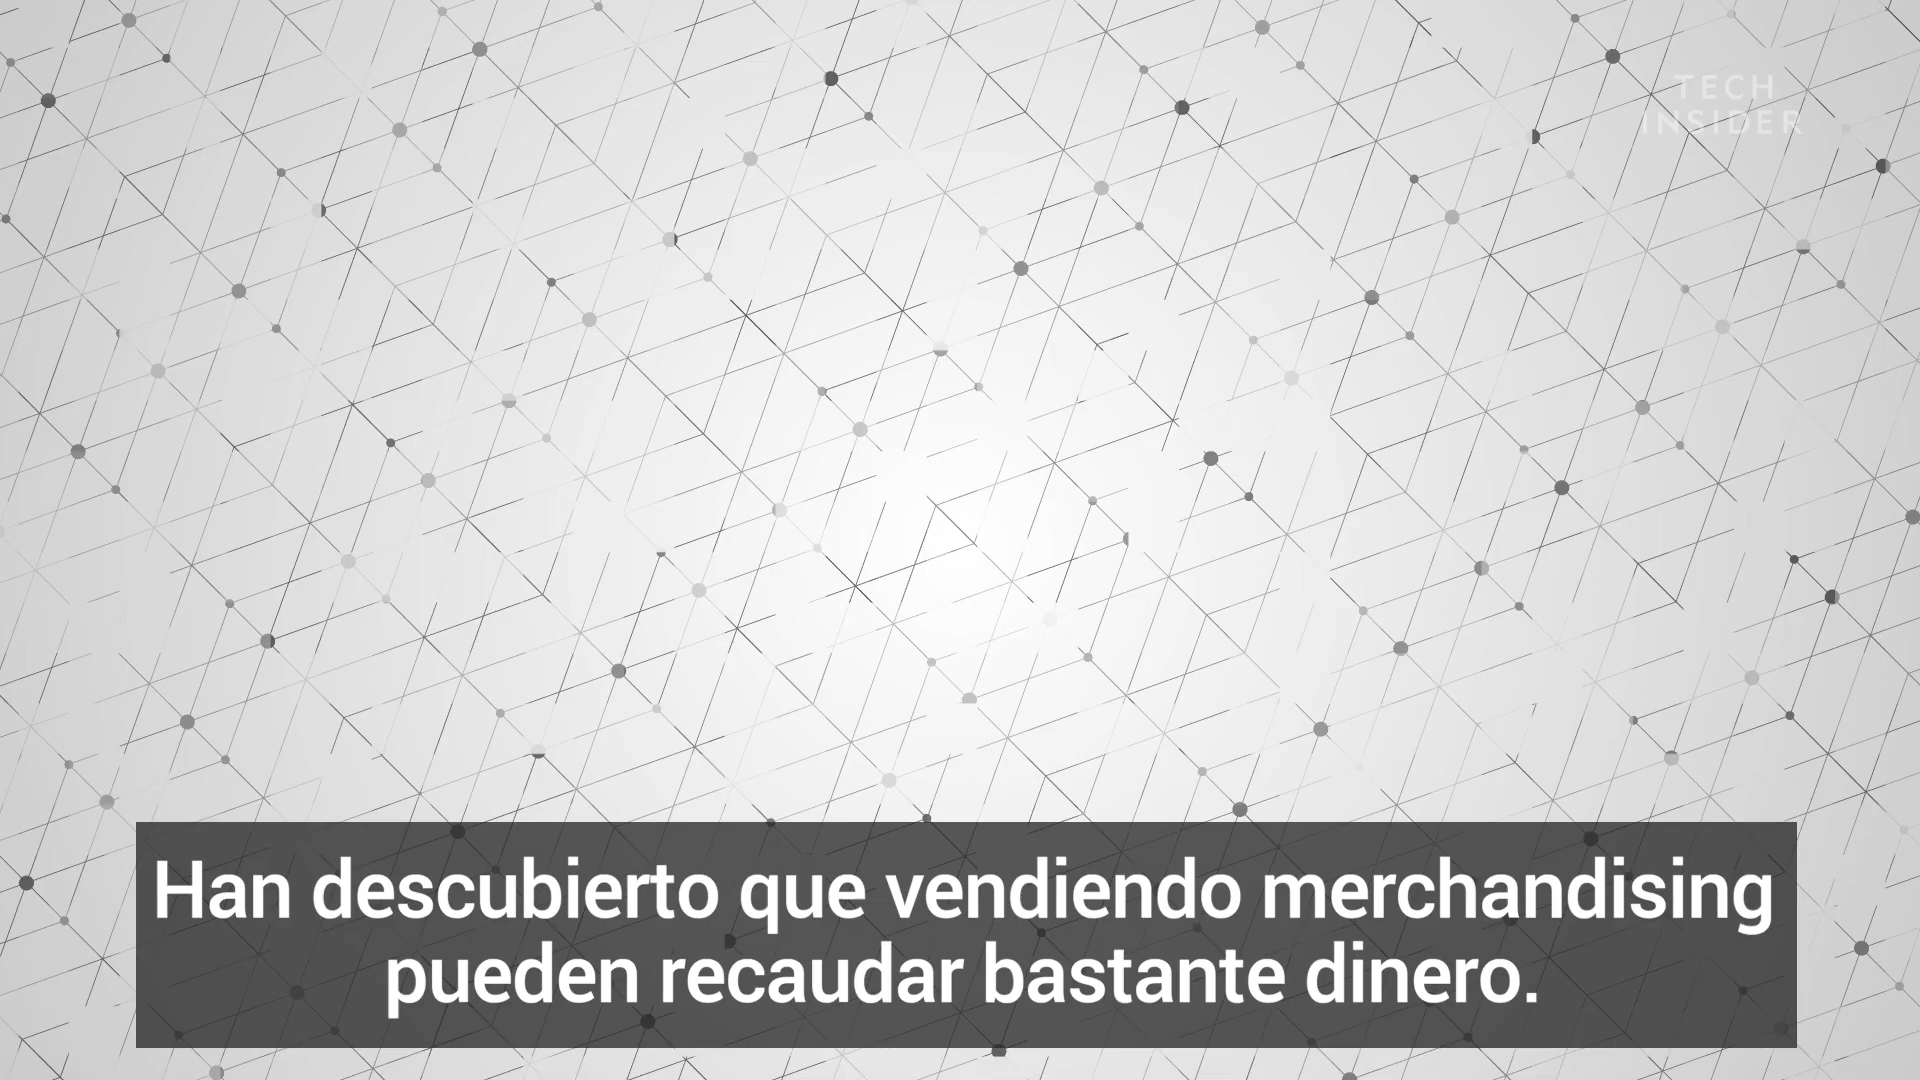 TECH
INSIDER
Han descubierto que vendiendo merchandising
pueden recaudar bastante dinero.